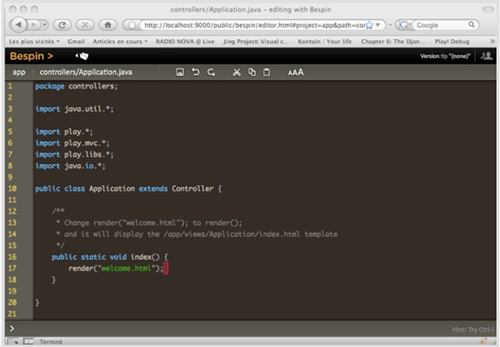 controllers/Application.java - editing with Bespin
http://localhost:9000/public/bespin/editor.html#project=app&path=co
Google
Les plus visités Gmail Articles en cours RADIO NOVA @ Live Jing Project: Visual c... Kontain : Your life Chapter 6: The Djan... Play! Debug
Bespin > Version tip "(none)"
app : controllers/Application.java AAA
1 package controllers;
2
3 import java.util.*;
4
5 import play.*;
6 import play.mvc.*;
7 import play.libs.*;
8 import java.io.*;
9
10 public class Application extends Controller {
11
12 /**
13 * Change render("welcome.html"); to render();
14 * and it will display the /app/views/Application/index.html template
15 */
16 public static void index() {
17 render("welcome.html");
18 }
19
20 }
21
> Hint: Try Ctrl-J
Terminé